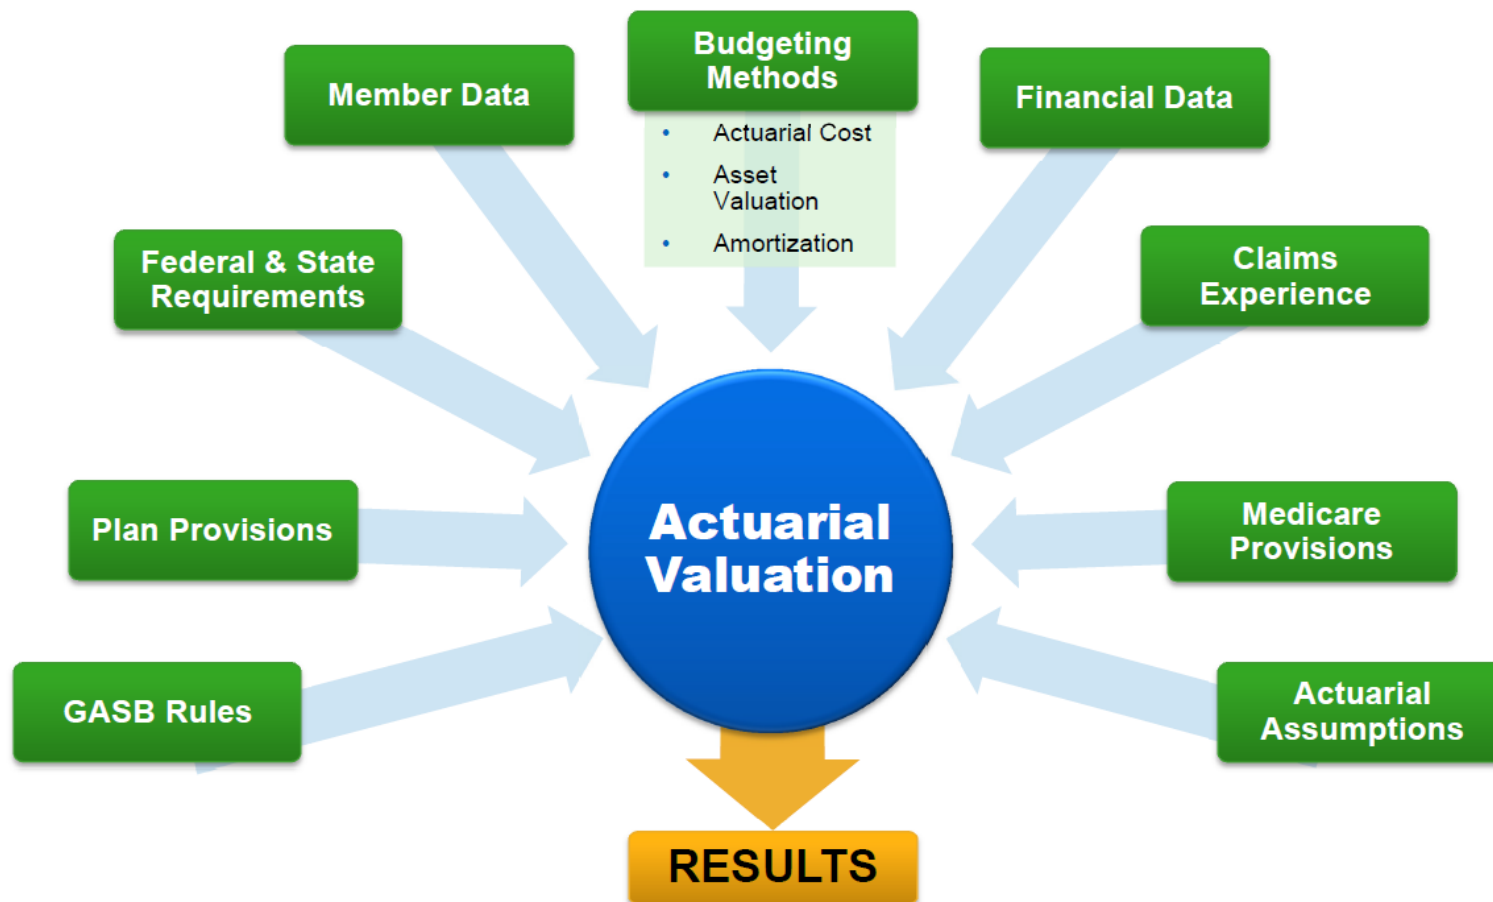 Budgeting
Methods
Member Data
Financial Data
• Actuarial Cost
• Asset
Valuation
• Amortization
Federal & State
Requirements
Claims
Experience
Plan Provisions
Actuarial
Valuation
Medicare
Provisions
GASB Rules
Actuarial
Assumptions
RESULTS